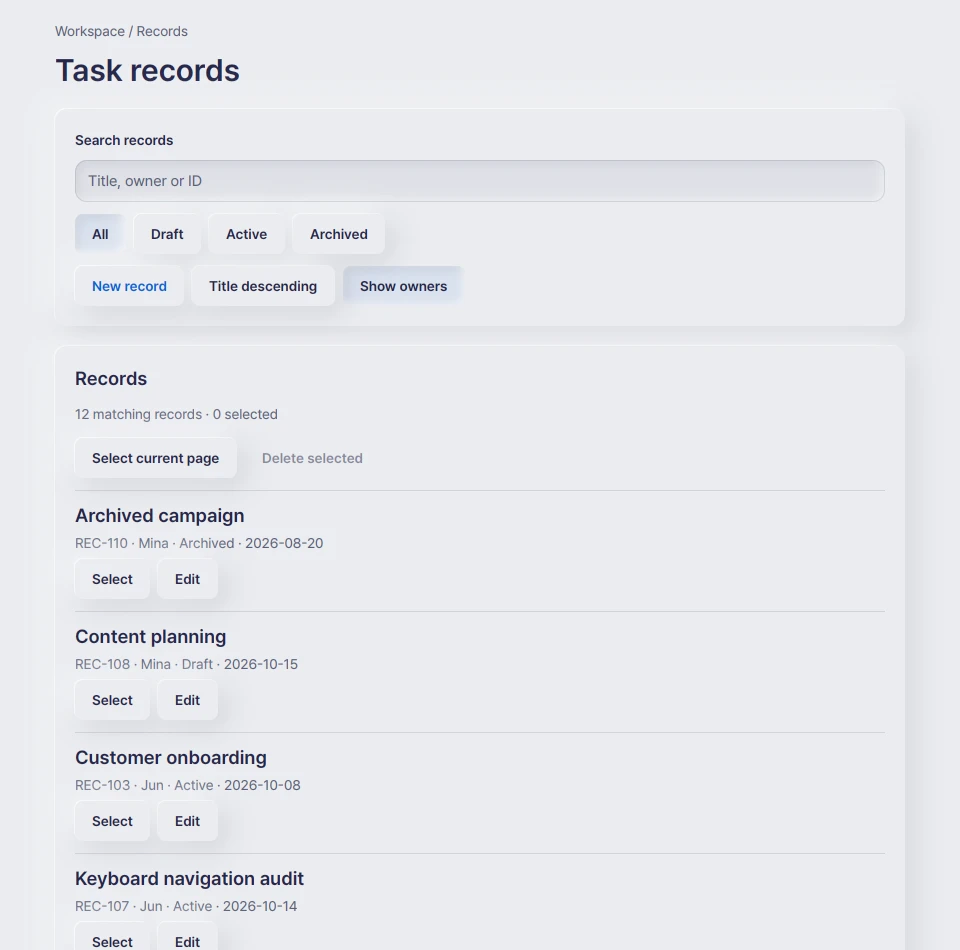 Workspace / Records
Task records
Search records
Title, owner or ID
All Draft Active Archived
New record Title descending Show owners
Records
12 matching records · 0 selected
Select current page Delete selected
Archived campaign
REC-110 · Mina · Archived · 2026-08-20
Select Edit
Content planning
REC-108 · Mina · Draft · 2026-10-15
Select Edit
Customer onboarding
REC-103 · Jun · Active · 2026-10-08
Select Edit
Keyboard navigation audit
REC-107 · Jun · Active · 2026-10-14
Select Edit